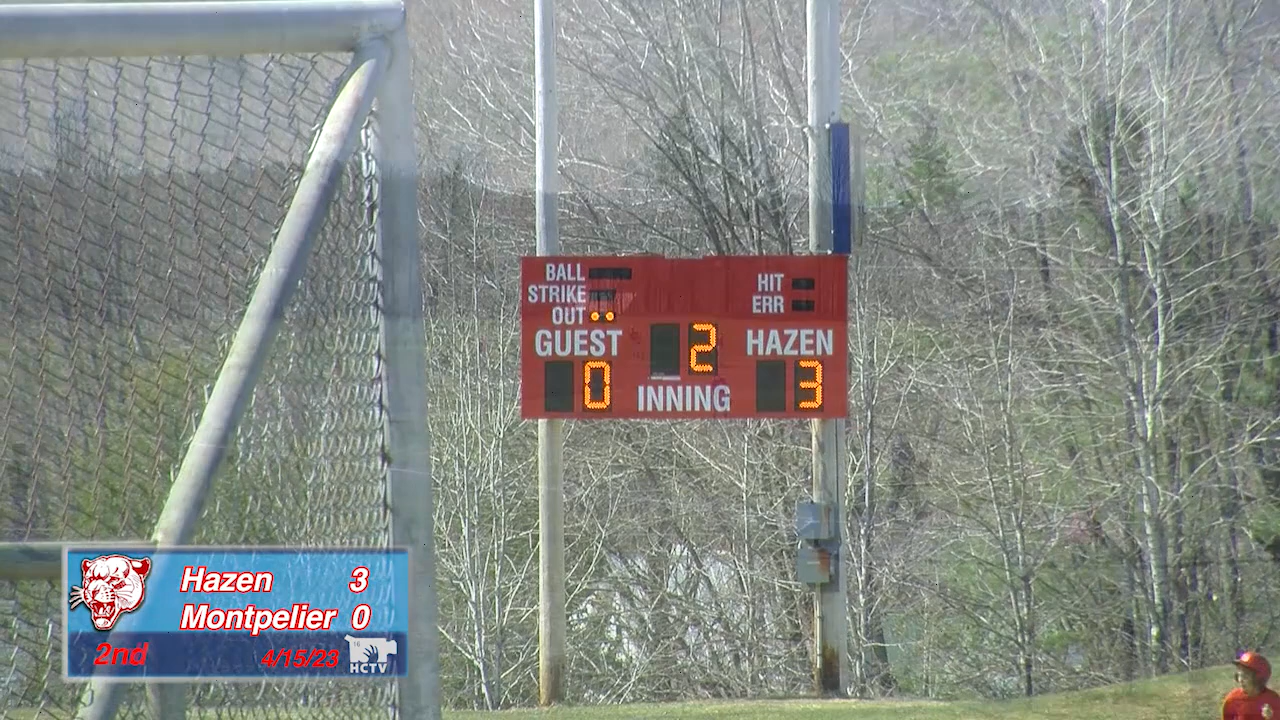 BALL
HIT
STRIKE
ERR
OUT
GUEST 2 HAZEN
0 INNING 3
Hazen 3
Montpelier 0
2nd 4/15/23
16
HCTV